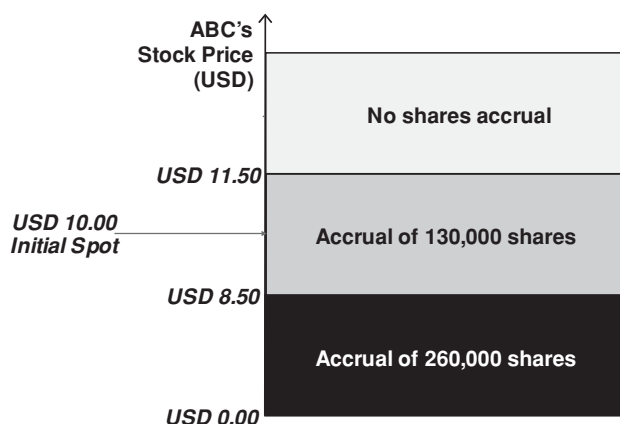 ABC's
Stock Price
(USD)
No shares accrual
USD 11.50
USD 10.00
Initial Spot
Accrual of 130,000 shares
USD 8.50
Accrual of 260,000 shares
USD 0.00